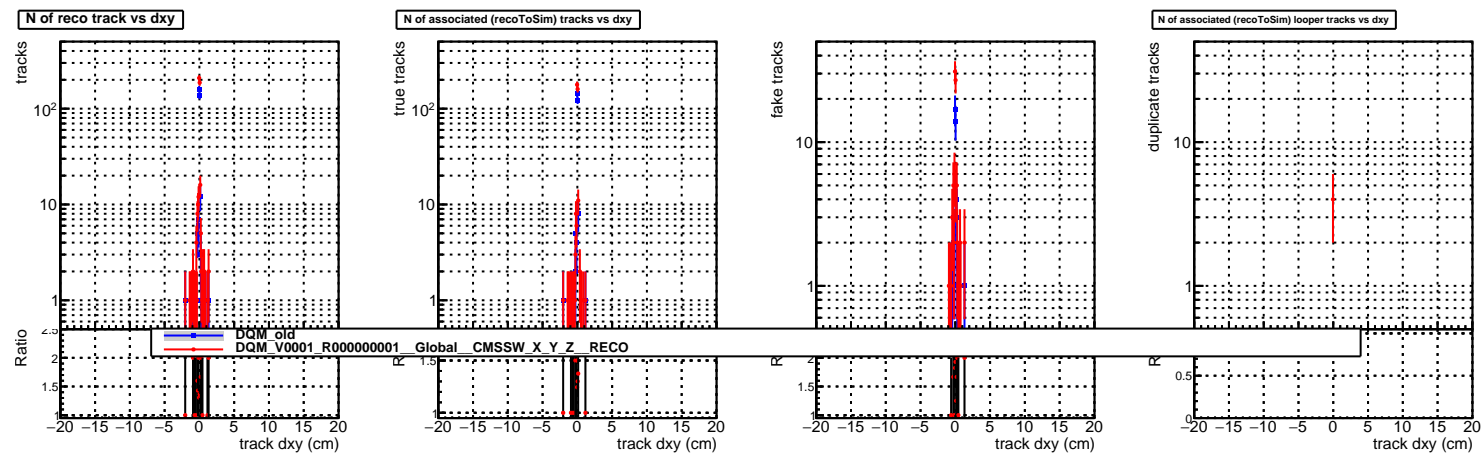 N of reco track vs dxy
N of associated (recoToSim) tracks vs dxy
N of associated (recoToSim) looper tracks vs dxy
tracks
10²
10
1
Ratio
2.5
2
1.5
1
−20 −15 −10 −5 0 5 10 15 20
track dxy (cm)
true tracks
10²
10
1
1.5
1
−20 −15 −10 −5 0 5 10 15 20
track dxy (cm)
fake tracks
10
1
2
1.5
1
−20 −15 −10 −5 0 5 10 15 20
track dxy (cm)
duplicate tracks
10
1
0.5
0
−20 −15 −10 −5 0 5 10 15 20
track dxy (cm)
DQM_old
DQM_V0001_R000000001__Global__CMSSW_X_Y_Z__RECO